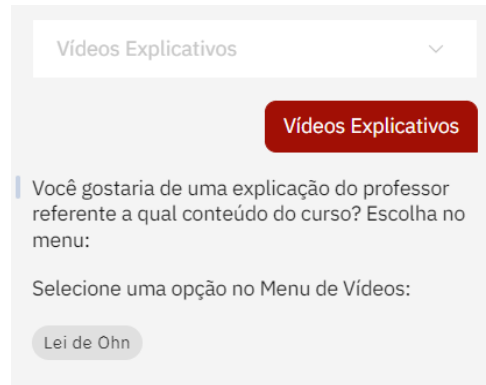 Vídeos Explicativos
Vídeos Explicativos
Você gostaria de uma explicação do professor
referente a qual conteúdo do curso? Escolha no
menu:
Selecione uma opção no Menu de Vídeos:
Lei de Ohn